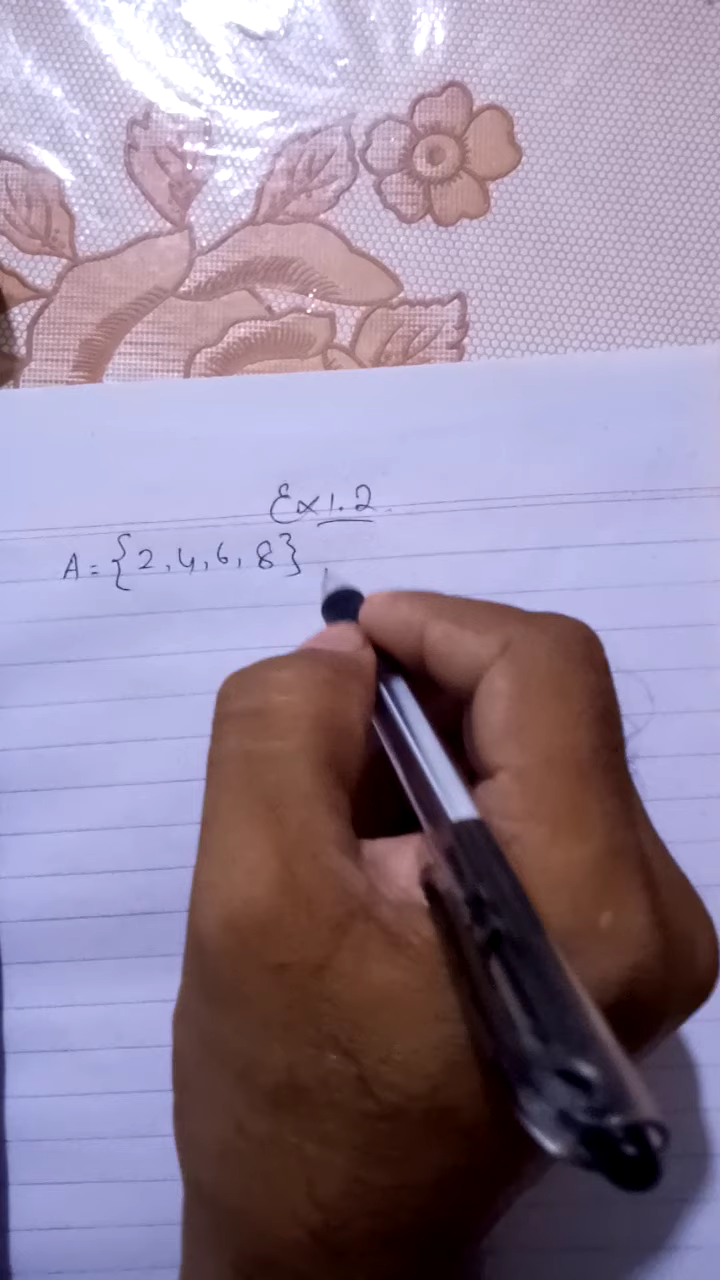 Ex 1.2
A = {2, 4, 6, 8}